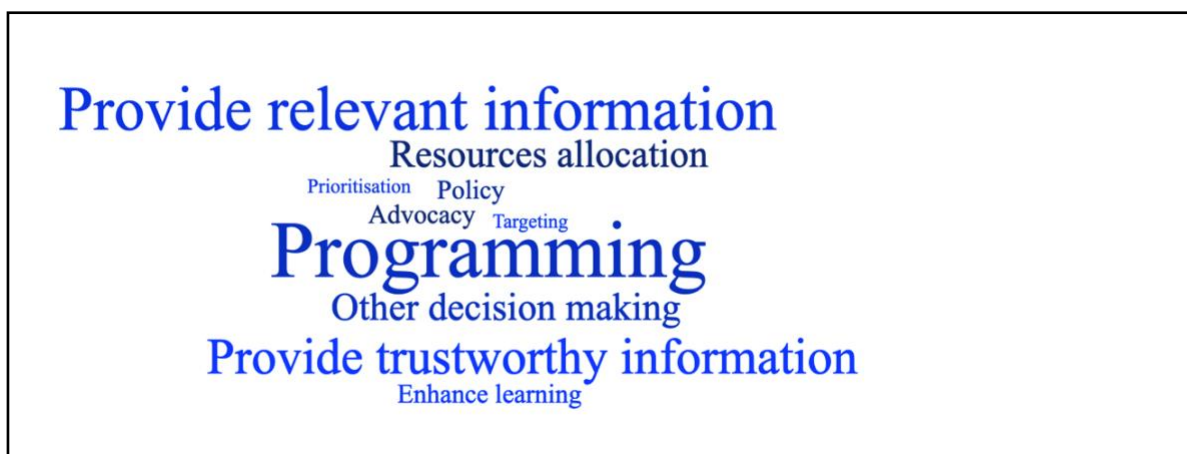 Provide relevant information
Resources allocation
Prioritisation Policy
Advocacy Targeting
Programming
Other decision making
Provide trustworthy information
Enhance learning